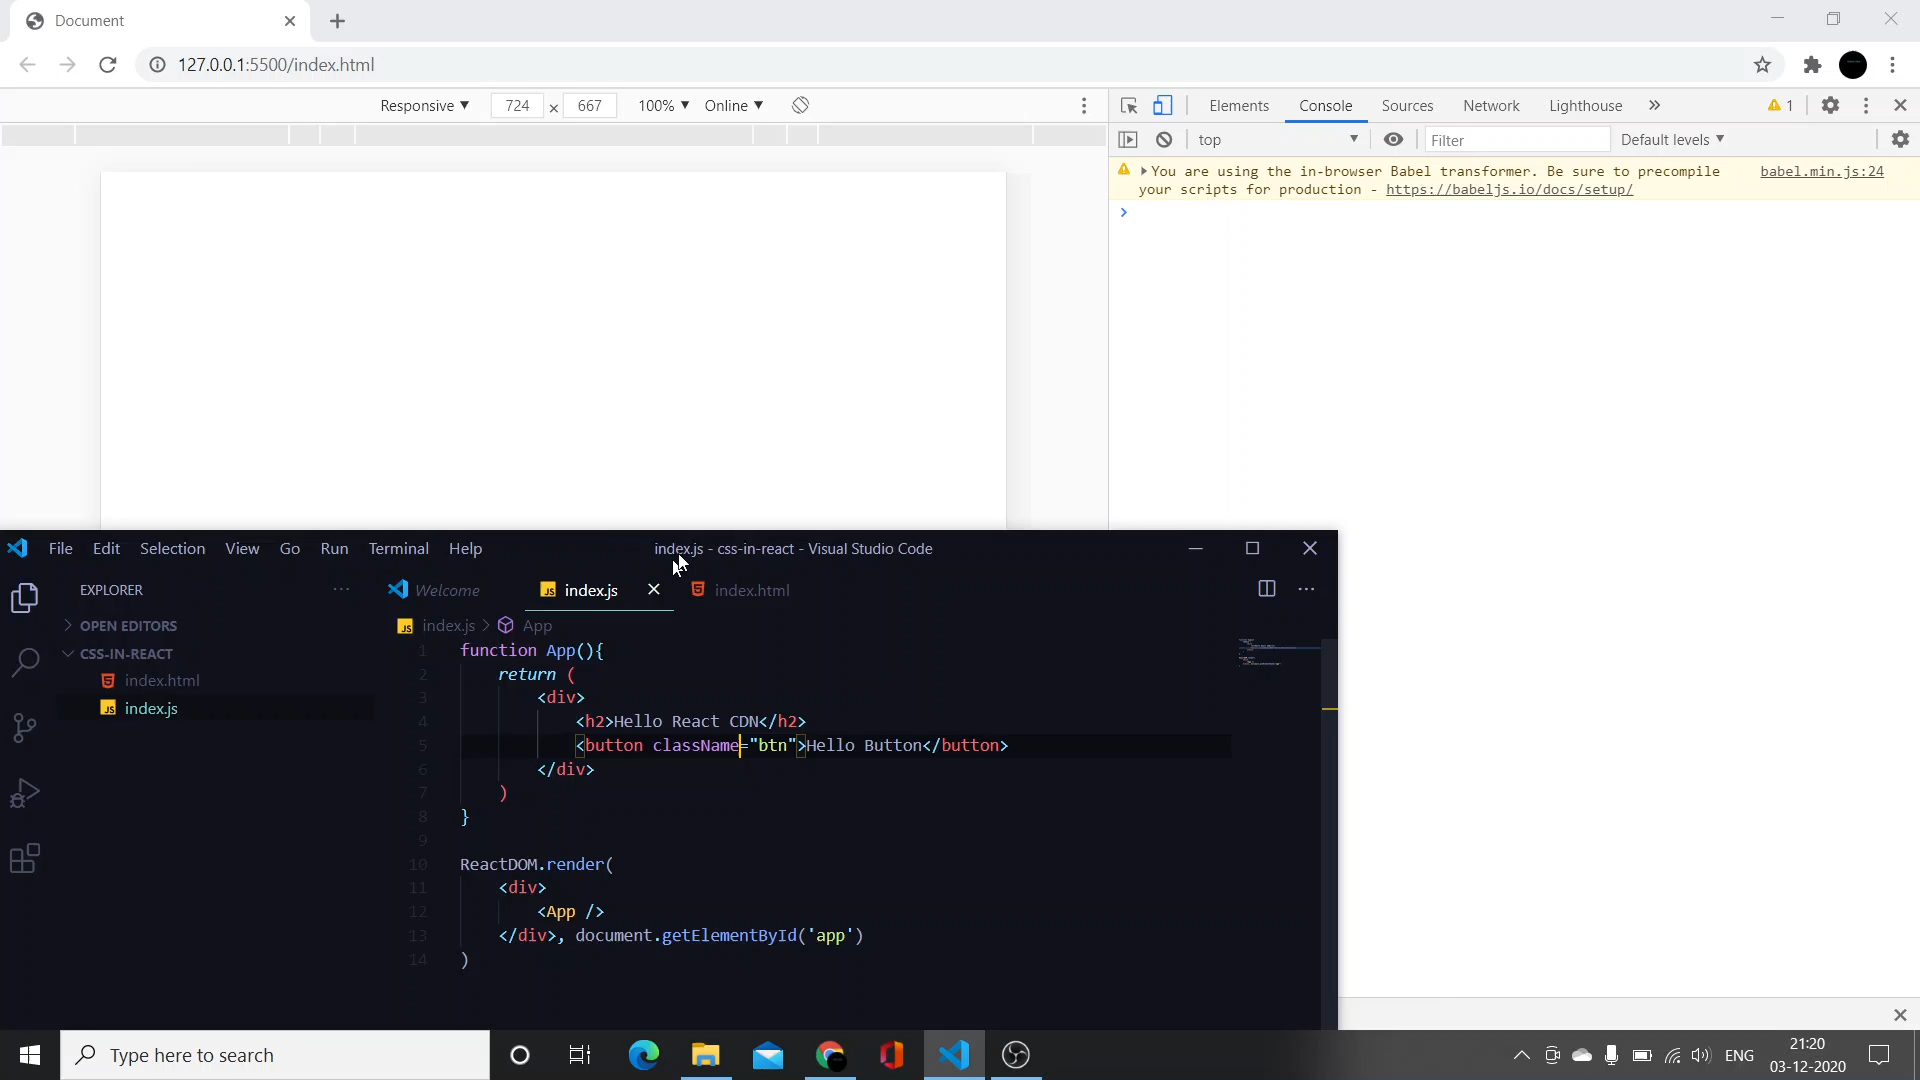 Document
127.0.0.1:5500/index.html
Responsive 724 × 667 100% Online
Elements Console Sources Network Lighthouse » 1
top Filter Default levels
You are using the in-browser Babel transformer. Be sure to precompile babel.min.js:24
your scripts for production - https://babeljs.io/docs/setup/
File Edit Selection View Go Run Terminal Help index.js - css-in-react - Visual Studio Code
EXPLORER
Welcome index.js index.html
OPEN EDITORS
index.js > App
CSS-IN-REACT
index.html
index.js
1 function App(){
2 return (
3 <div>
4 <h2>Hello React CDN</h2>
5 <button className="btn">Hello Button</button>
6 </div>
7 )
8 }
9
10 ReactDOM.render(
11 <div>
12 <App />
13 </div>, document.getElementById('app')
14 )
Type here to search
ENG
21:20
03-12-2020